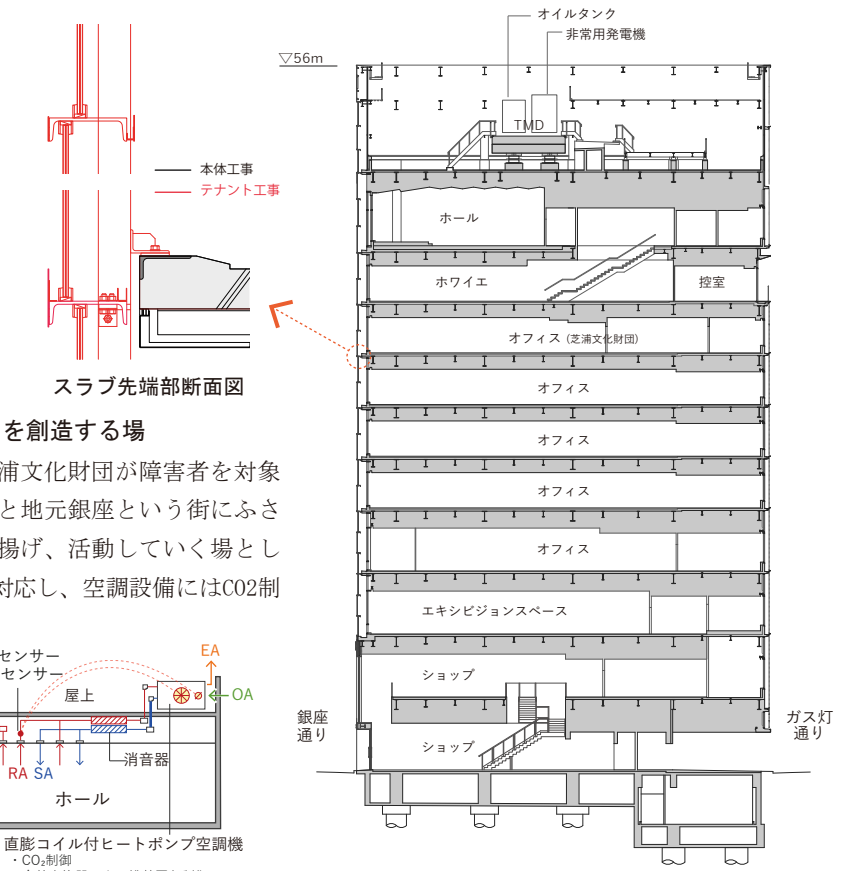 オイルタンク
非常用発電機
▽56m
TMD
本体工事
テナント工事
ホール
ホワイエ
控室
オフィス (芝浦文化財団)
オフィス
オフィス
オフィス
オフィス
エキシビジョンスペース
ショップ
ショップ
銀座
通り
ガス灯
通り
スラブ先端部断面図
を創造する場
浦文化財団が障害者を対象
と地元銀座という街にふさ
揚げ、活動していく場とし
対応し、空調設備にはCO2制
センサー
センサー
屋上
EA
OA
消音器
RA SA
ホール
直膨コイル付ヒートポンプ空調機
・CO₂制御